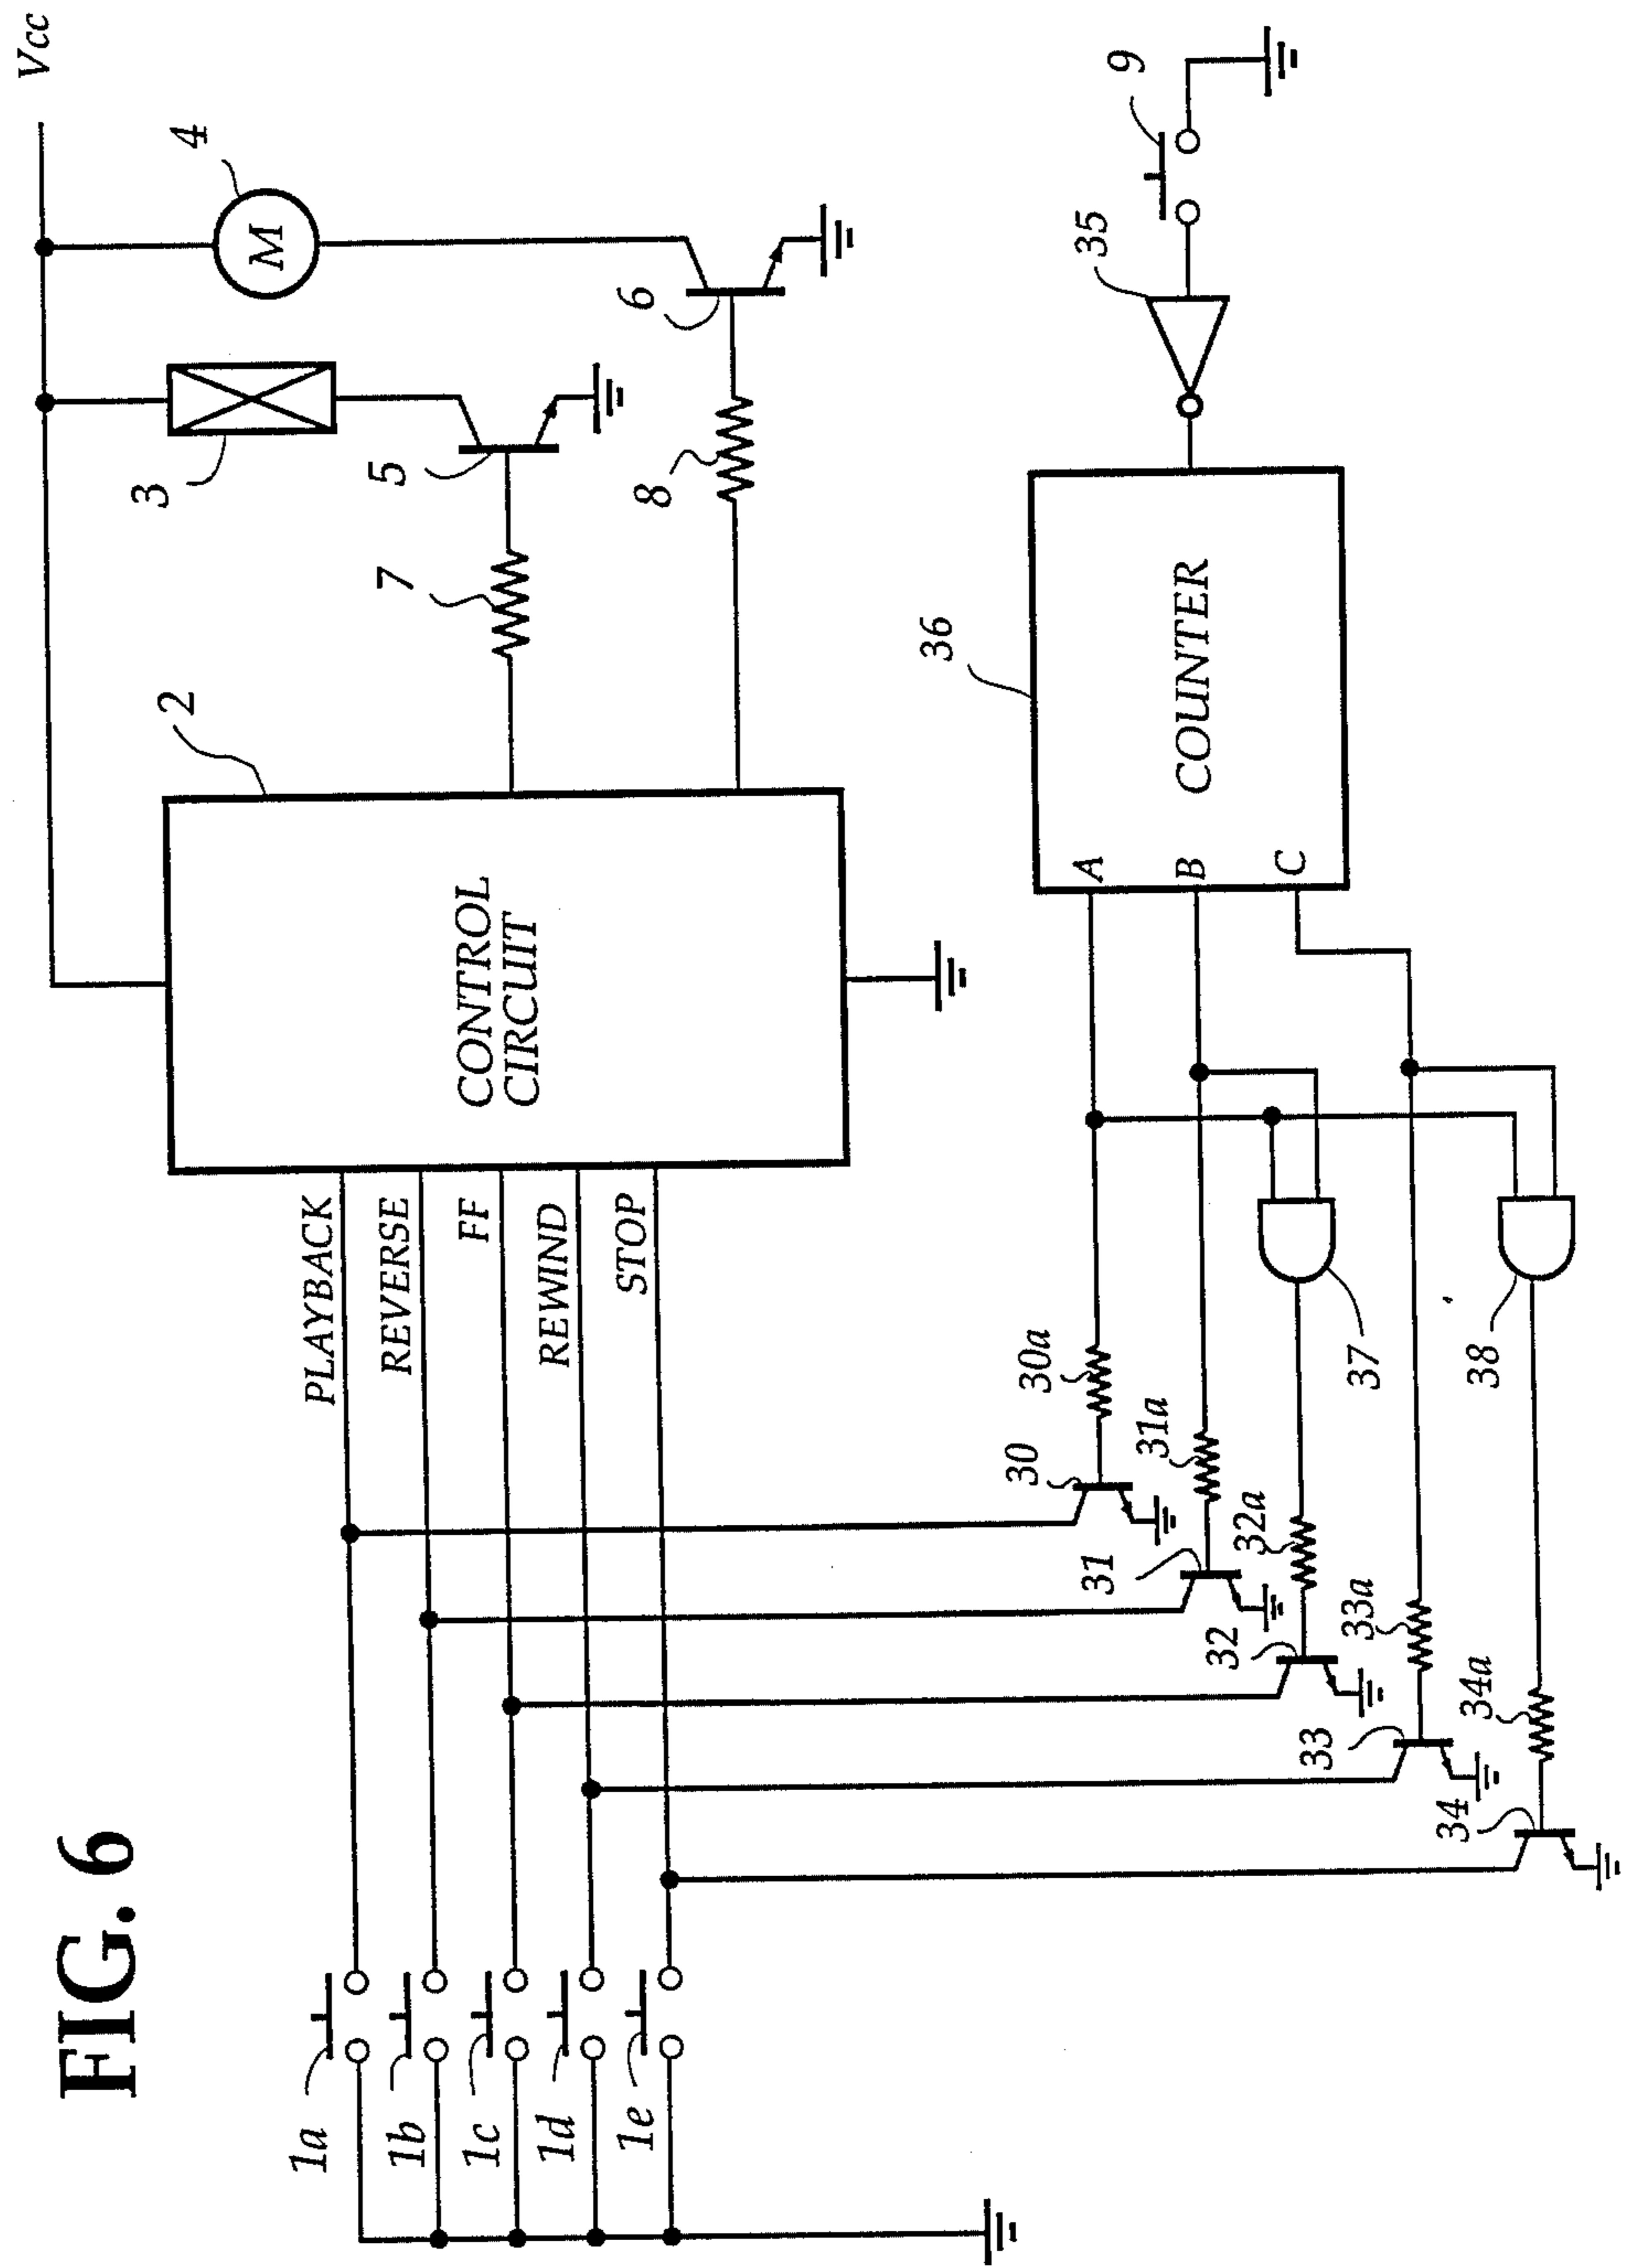 FIG. 6
Vcc
4
M
3
5
6
7
8
2
CONTROL
CIRCUIT
PLAYBACK
REVERSE
FF
REWIND
STOP
1a
1b
1c
1d
1e
9
35
36
COUNTER
A
B
C
30a
30
31a
31
32a
32
33a
33
34a
34
37
38